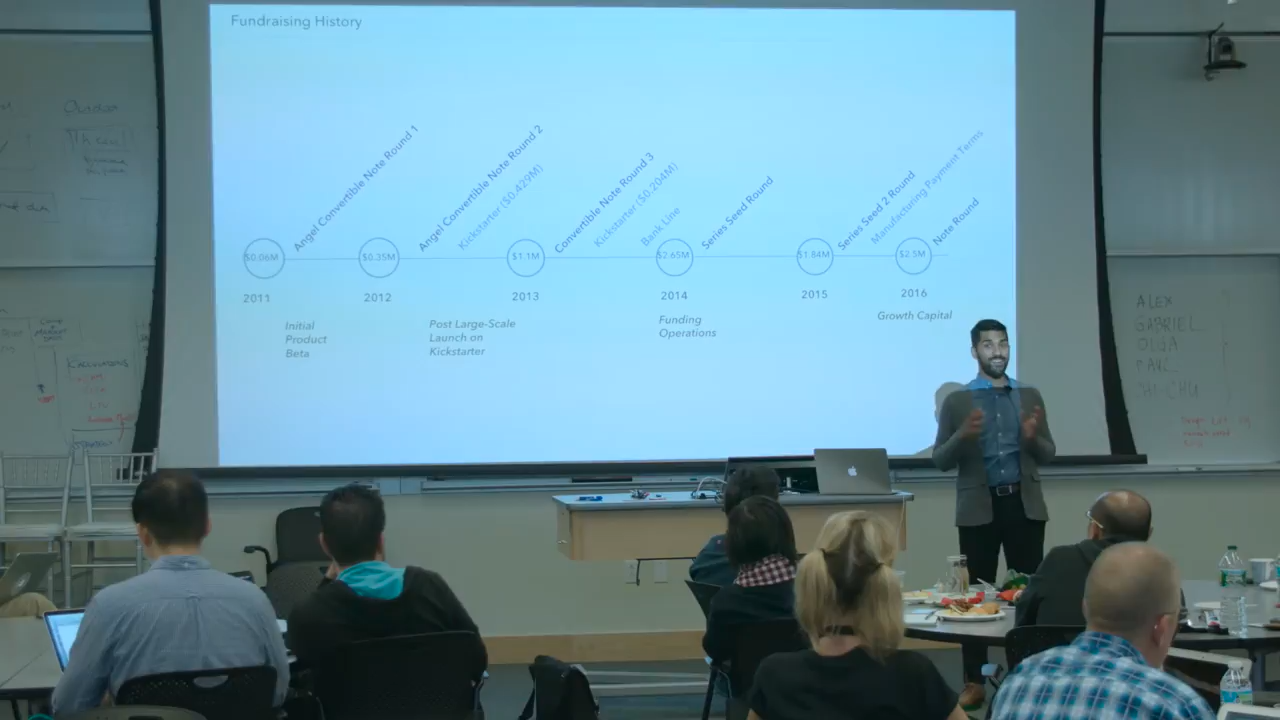 Fundraising History
Angel Convertible Note Round 1
Angel Convertible Note Round 2
Kickstarter ($0.429M)
Convertible Note Round 3
Kickstarter ($0.204M)
Bank Line
Series Seed Round
Series Seed 2 Round
Manufacturing Payment Terms
Note Round
$0.06M
$0.35M
$1.1M
$2.65M
$1.84M
$2.5M
2011
2012
2013
2014
2015
2016
Initial
Product
Beta
Post Large-Scale
Launch on
Kickstarter
Funding
Operations
Growth Capital
ALEX
GABRIEL
OLGA